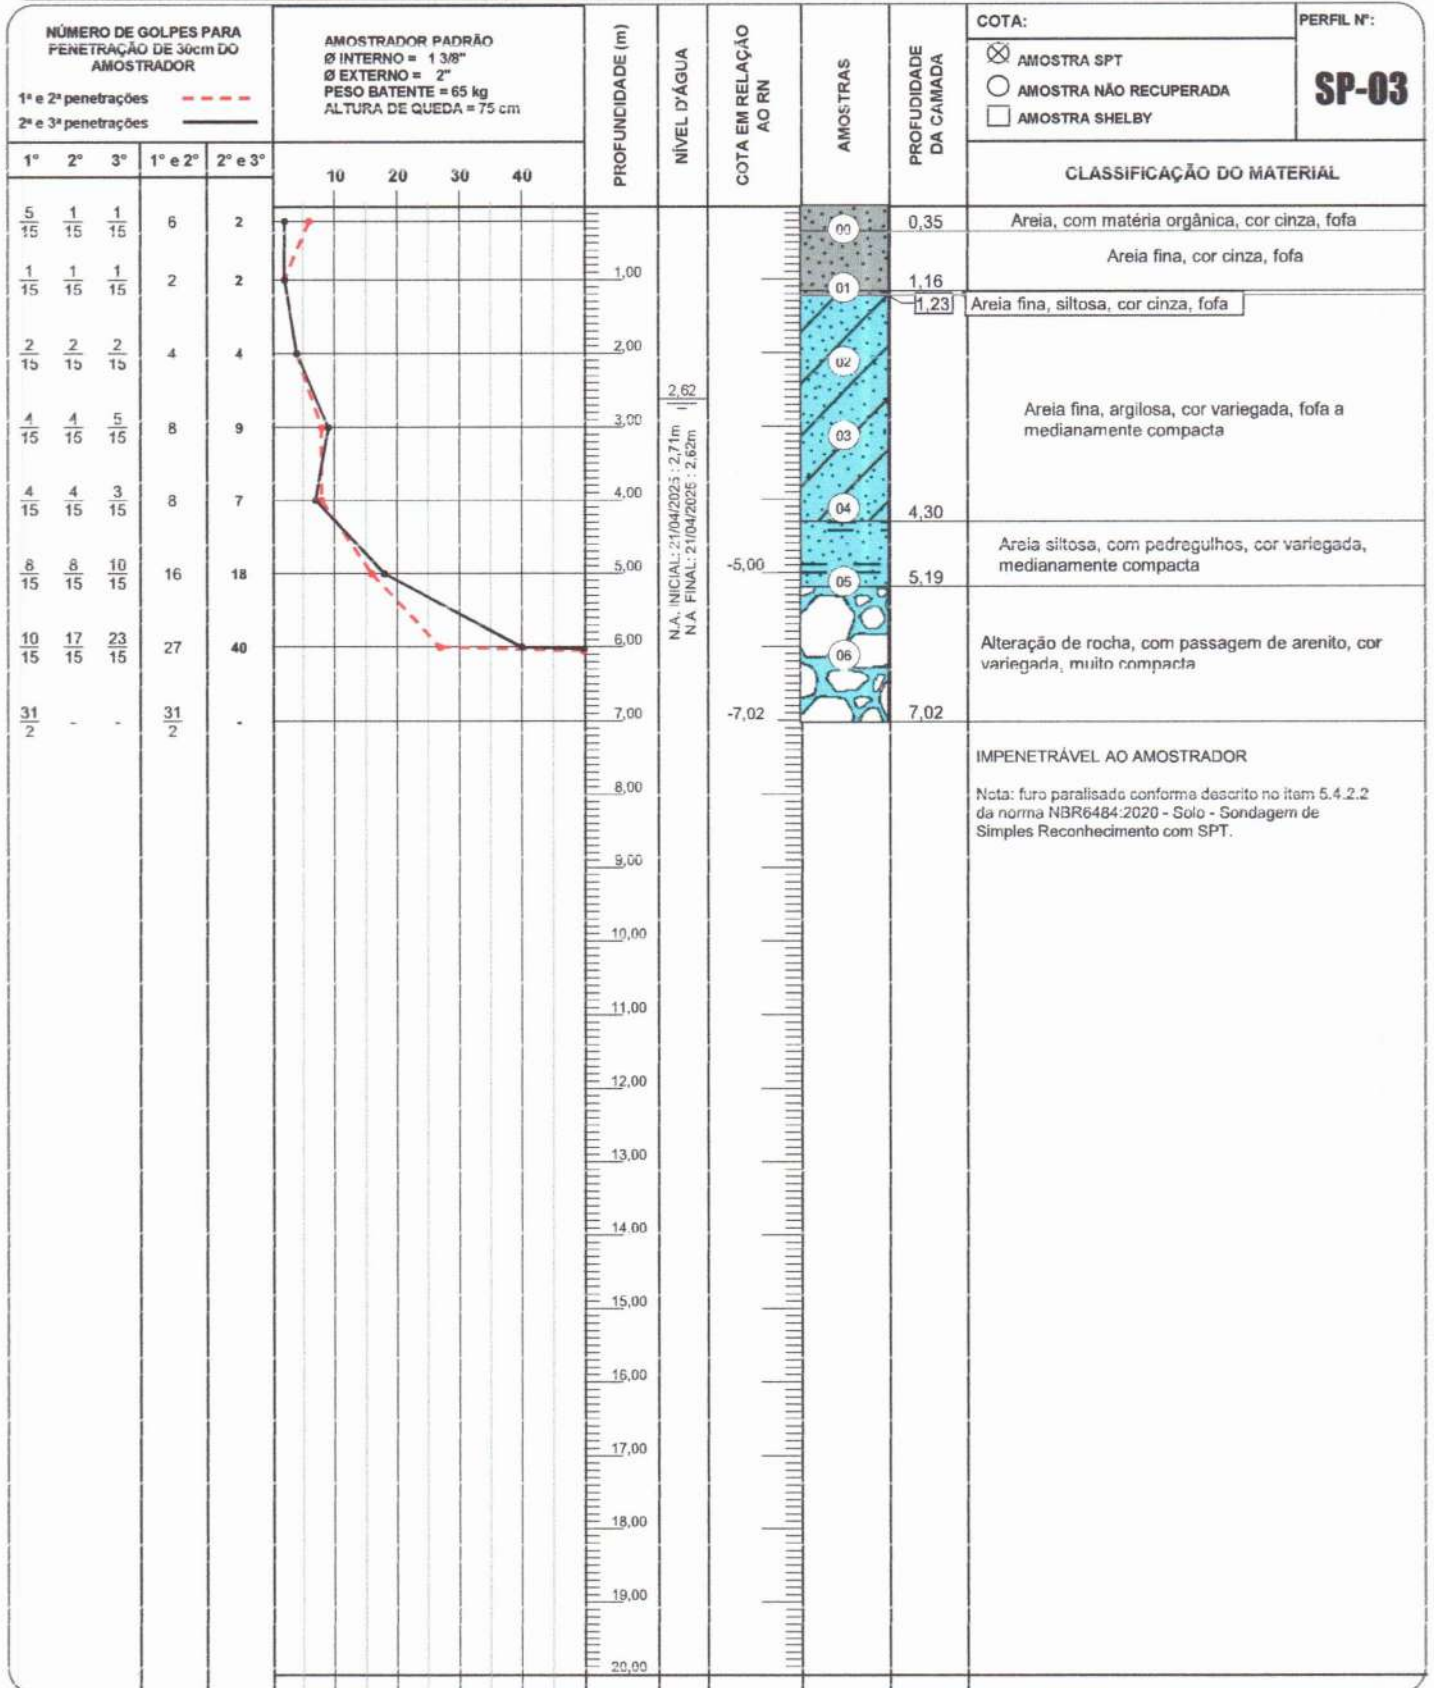 NÚMERO DE GOLPES PARA
PENETRAÇÃO DE 30cm DO
AMOSTRADOR
1ª e 2ª penetrações
2ª e 3ª penetrações
AMOSTRADOR PADRÃO
Ø INTERNO = 1 3/8"
Ø EXTERNO = 2"
PESO BATENTE = 65 kg
ALTURA DE QUEDA = 75 cm
PROFUNDIDADE (m)
NÍVEL D'ÁGUA
COTA EM RELAÇÃO
AO RN
AMOSTRAS
PROFUDIDADE
DA CAMADA
COTA:
AMOSTRA SPT
AMOSTRA NÃO RECUPERADA
AMOSTRA SHELBY
PERFIL Nº:
SP-03
CLASSIFICAÇÃO DO MATERIAL
1° 2° 3° 1° e 2° 2° e 3°
10 20 30 40
5/15 1/15 1/15 6 2
1/15 1/15 1/15 2 2
2/15 2/15 2/15 4 4
4/15 4/15 5/15 8 9
4/15 4/15 3/15 8 7
8/15 8/15 10/15 16 18
10/15 17/15 23/15 27 40
31/2 - - 31/2 -
1,00
2,00
3,00
4,00
5,00
6,00
7,00
8,00
9,00
10,00
11,00
12,00
13,00
14,00
15,00
16,00
17,00
18,00
19,00
20,00
2,62
N.A. INICIAL: 21/04/2025 : 2,71m
N.A FINAL: 21/04/2025 : 2,62m
-5,00
-7,02
00
01
02
03
04
05
06
0,35 Areia, com matéria orgânica, cor cinza, fofa
Areia fina, cor cinza, fofa
1,16
1,23 Areia fina, siltosa, cor cinza, fofa
Areia fina, argilosa, cor variegada, fofa a
medianamente compacta
4,30
Areia siltosa, com pedregulhos, cor variegada,
medianamente compacta
5,19
Alteração de rocha, com passagem de arenito, cor
variegada, muito compacta
7,02
IMPENETRÁVEL AO AMOSTRADOR
Nota: furo paralisado conforme descrito no item 5.4.2.2
da norma NBR6484:2020 - Solo - Sondagem de
Simples Reconhecimento com SPT.